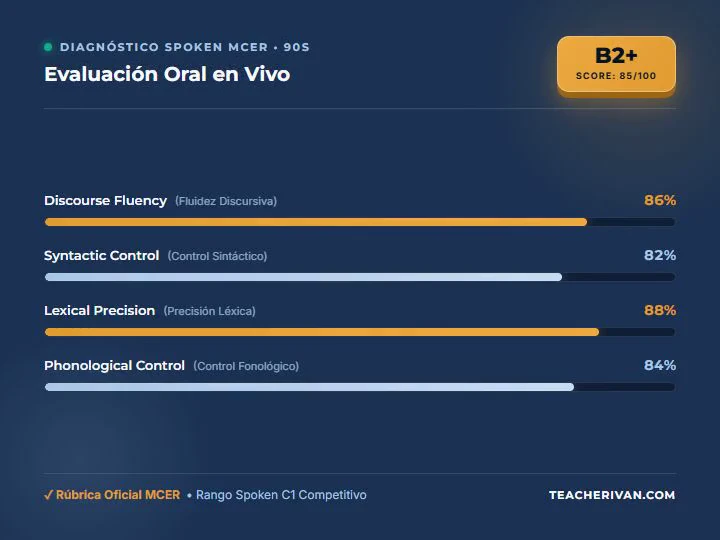 DIAGNÓSTICO SPOKEN MCER • 90S
Evaluación Oral en Vivo
B2+
SCORE: 85/100
Discourse Fluency (Fluidez Discursiva) 86%
Syntactic Control (Control Sintáctico) 82%
Lexical Precision (Precisión Léxica) 88%
Phonological Control (Control Fonológico) 84%
✓ Rúbrica Oficial MCER • Rango Spoken C1 Competitivo
TEACHERIVAN.COM